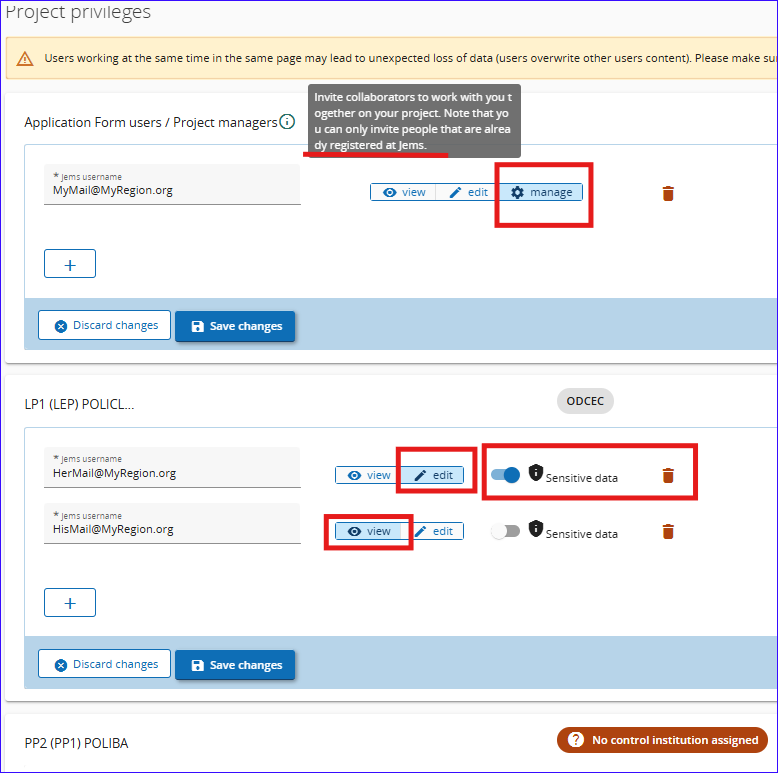 Project privileges
Users working at the same time in the same page may lead to unexpected loss of data (users overwrite other users content). Please make su
Invite collaborators to work with you t
ogether on your project. Note that yo
u can only invite people that are alrea
dy registered at Jems.
Application Form users / Project managers
* Jems username
MyMail@MyRegion.org
view edit manage
+
Discard changes Save changes
LP1 (LEP) POLICL... ODCEC
* Jems username
HerMail@MyRegion.org
view edit Sensitive data
* Jems username
HisMail@MyRegion.org
view edit Sensitive data
+
Discard changes Save changes
PP2 (PP1) POLIBA No control institution assigned